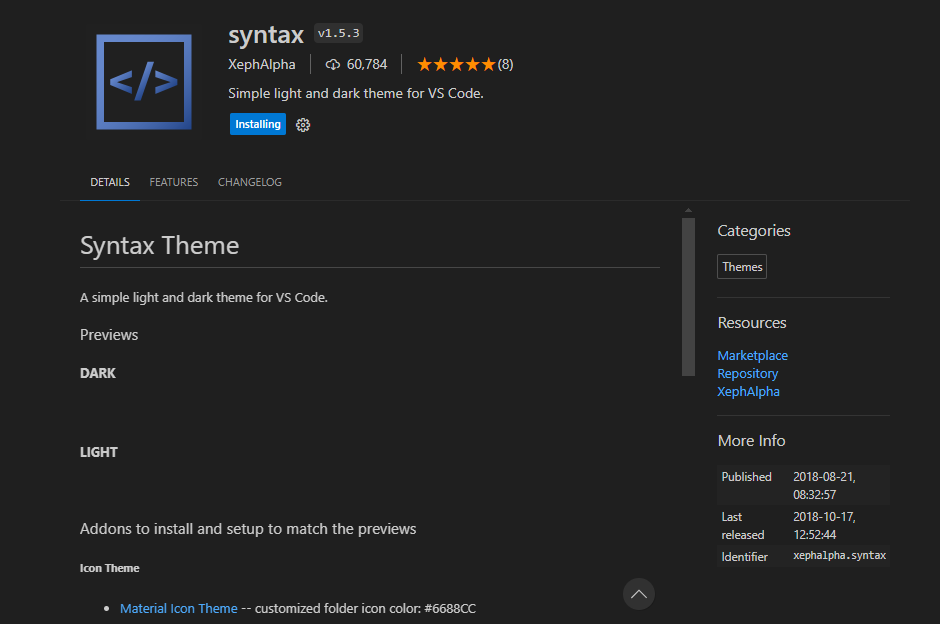 syntax v1.5.3
XephAlpha 60,784 (8)
Simple light and dark theme for VS Code.
Installing
DETAILS FEATURES CHANGELOG
Syntax Theme
A simple light and dark theme for VS Code.
Previews
DARK
LIGHT
Addons to install and setup to match the previews
Icon Theme
• Material Icon Theme -- customized folder icon color: #6688CC
Categories
Themes
Resources
Marketplace
Repository
XephAlpha
More Info
Published 2018-08-21,
08:32:57
Last 2018-10-17,
released 12:52:44
Identifier xephalpha.syntax